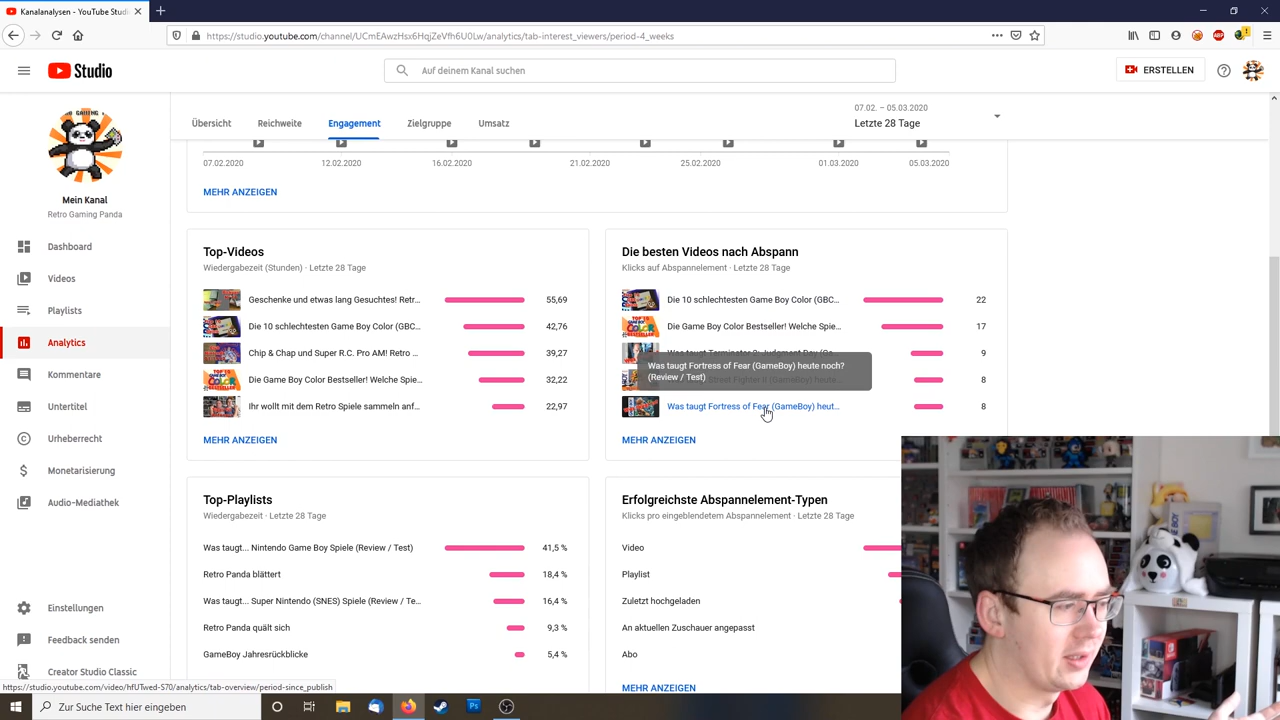 Kanalanalysen - YouTube Studi
https://studio.youtube.com/channel/UCmEAwzHsx6HqjZeVfh6U0Lw/analytics/tab-interest_viewers/period-4_weeks
Studio
Auf deinem Kanal suchen
ERSTELLEN
Mein Kanal
Retro Gaming Panda
Dashboard
Videos
Playlists
Analytics
Kommentare
Untertitel
Urheberrecht
Monetarisierung
Audio-Mediathek
Einstellungen
Feedback senden
Creator Studio Classic
Übersicht
Reichweite
Engagement
Zielgruppe
Umsatz
07.02. – 05.03.2020
Letzte 28 Tage
07.02.2020 12.02.2020 16.02.2020 21.02.2020 25.02.2020 01.03.2020 05.03.2020
MEHR ANZEIGEN
Top-Videos
Wiedergabezeit (Stunden) · Letzte 28 Tage
Geschenke und etwas lang Gesuchtes! Retr... 55,69
Die 10 schlechtesten Game Boy Color (GBC... 42,76
Chip & Chap und Super R.C. Pro AM! Retro ... 39,27
Die Game Boy Color Bestseller! Welche Spie... 32,22
Ihr wollt mit dem Retro Spiele sammeln anf... 22,97
MEHR ANZEIGEN
Die besten Videos nach Abspann
Klicks auf Abspannelement · Letzte 28 Tage
Die 10 schlechtesten Game Boy Color (GBC... 22
Die Game Boy Color Bestseller! Welche Spie... 17
Was taugt Terminator 2: Judgment Day (Ga... 9
Street Fighter II (GameBoy) heute... 8
Was taugt Fortress of Fear (GameBoy) heute noch?
(Review / Test)
Was taugt Fortress of Fear (GameBoy) heut... 8
MEHR ANZEIGEN
Top-Playlists
Wiedergabezeit · Letzte 28 Tage
Was taugt... Nintendo Game Boy Spiele (Review / Test) 41,5 %
Retro Panda blättert 18,4 %
Was taugt... Super Nintendo (SNES) Spiele (Review / Te... 16,4 %
Retro Panda quält sich 9,3 %
GameBoy Jahresrückblicke 5,4 %
Erfolgreichste Abspannelement-Typen
Klicks pro eingeblendetem Abspannelement · Letzte 28 Tage
Video
Playlist
Zuletzt hochgeladen
An aktuellen Zuschauer angepasst
Abo
MEHR ANZEIGEN
https://studio.youtube.com/video/hfUTwed-S70/analytics/tab-overview/period-since_publish
Zur Suche Text hier eingeben